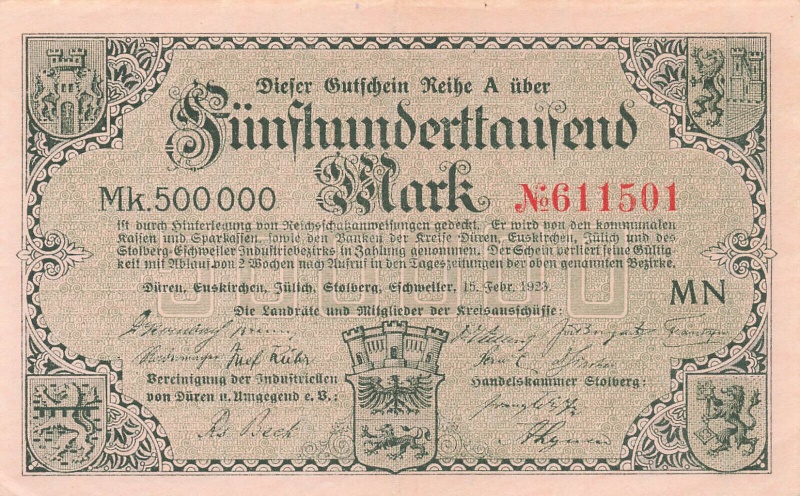 Dieser Gutschein Reihe A über
Fünfhunderttausend
Mark
Mk. 500 000
№ 611501
ist durch Hinterlegung von Reichsschatzanweisungen gedeckt. Er wird von den kommunalen
Kassen und Sparkassen, sowie den Banken der Kreise Düren, Euskirchen, Jülich und des
Stolberg-Eschweiler Industriebezirks in Zahlung genommen. Der Schein verliert seine Gültig
keit mit Ablauf von 2 Wochen nach Aufruf in den Tageszeitungen der oben genannten Bezirke.
Düren, Euskirchen, Jülich, Stolberg, Eschweiler, 15. Febr. 1923.
MN
Die Landräte und Mitglieder der Kreisausschüsse:
Vereinigung der Industriellen
von Düren u. Umgegend e. V.:
Handelskammer Stolberg: